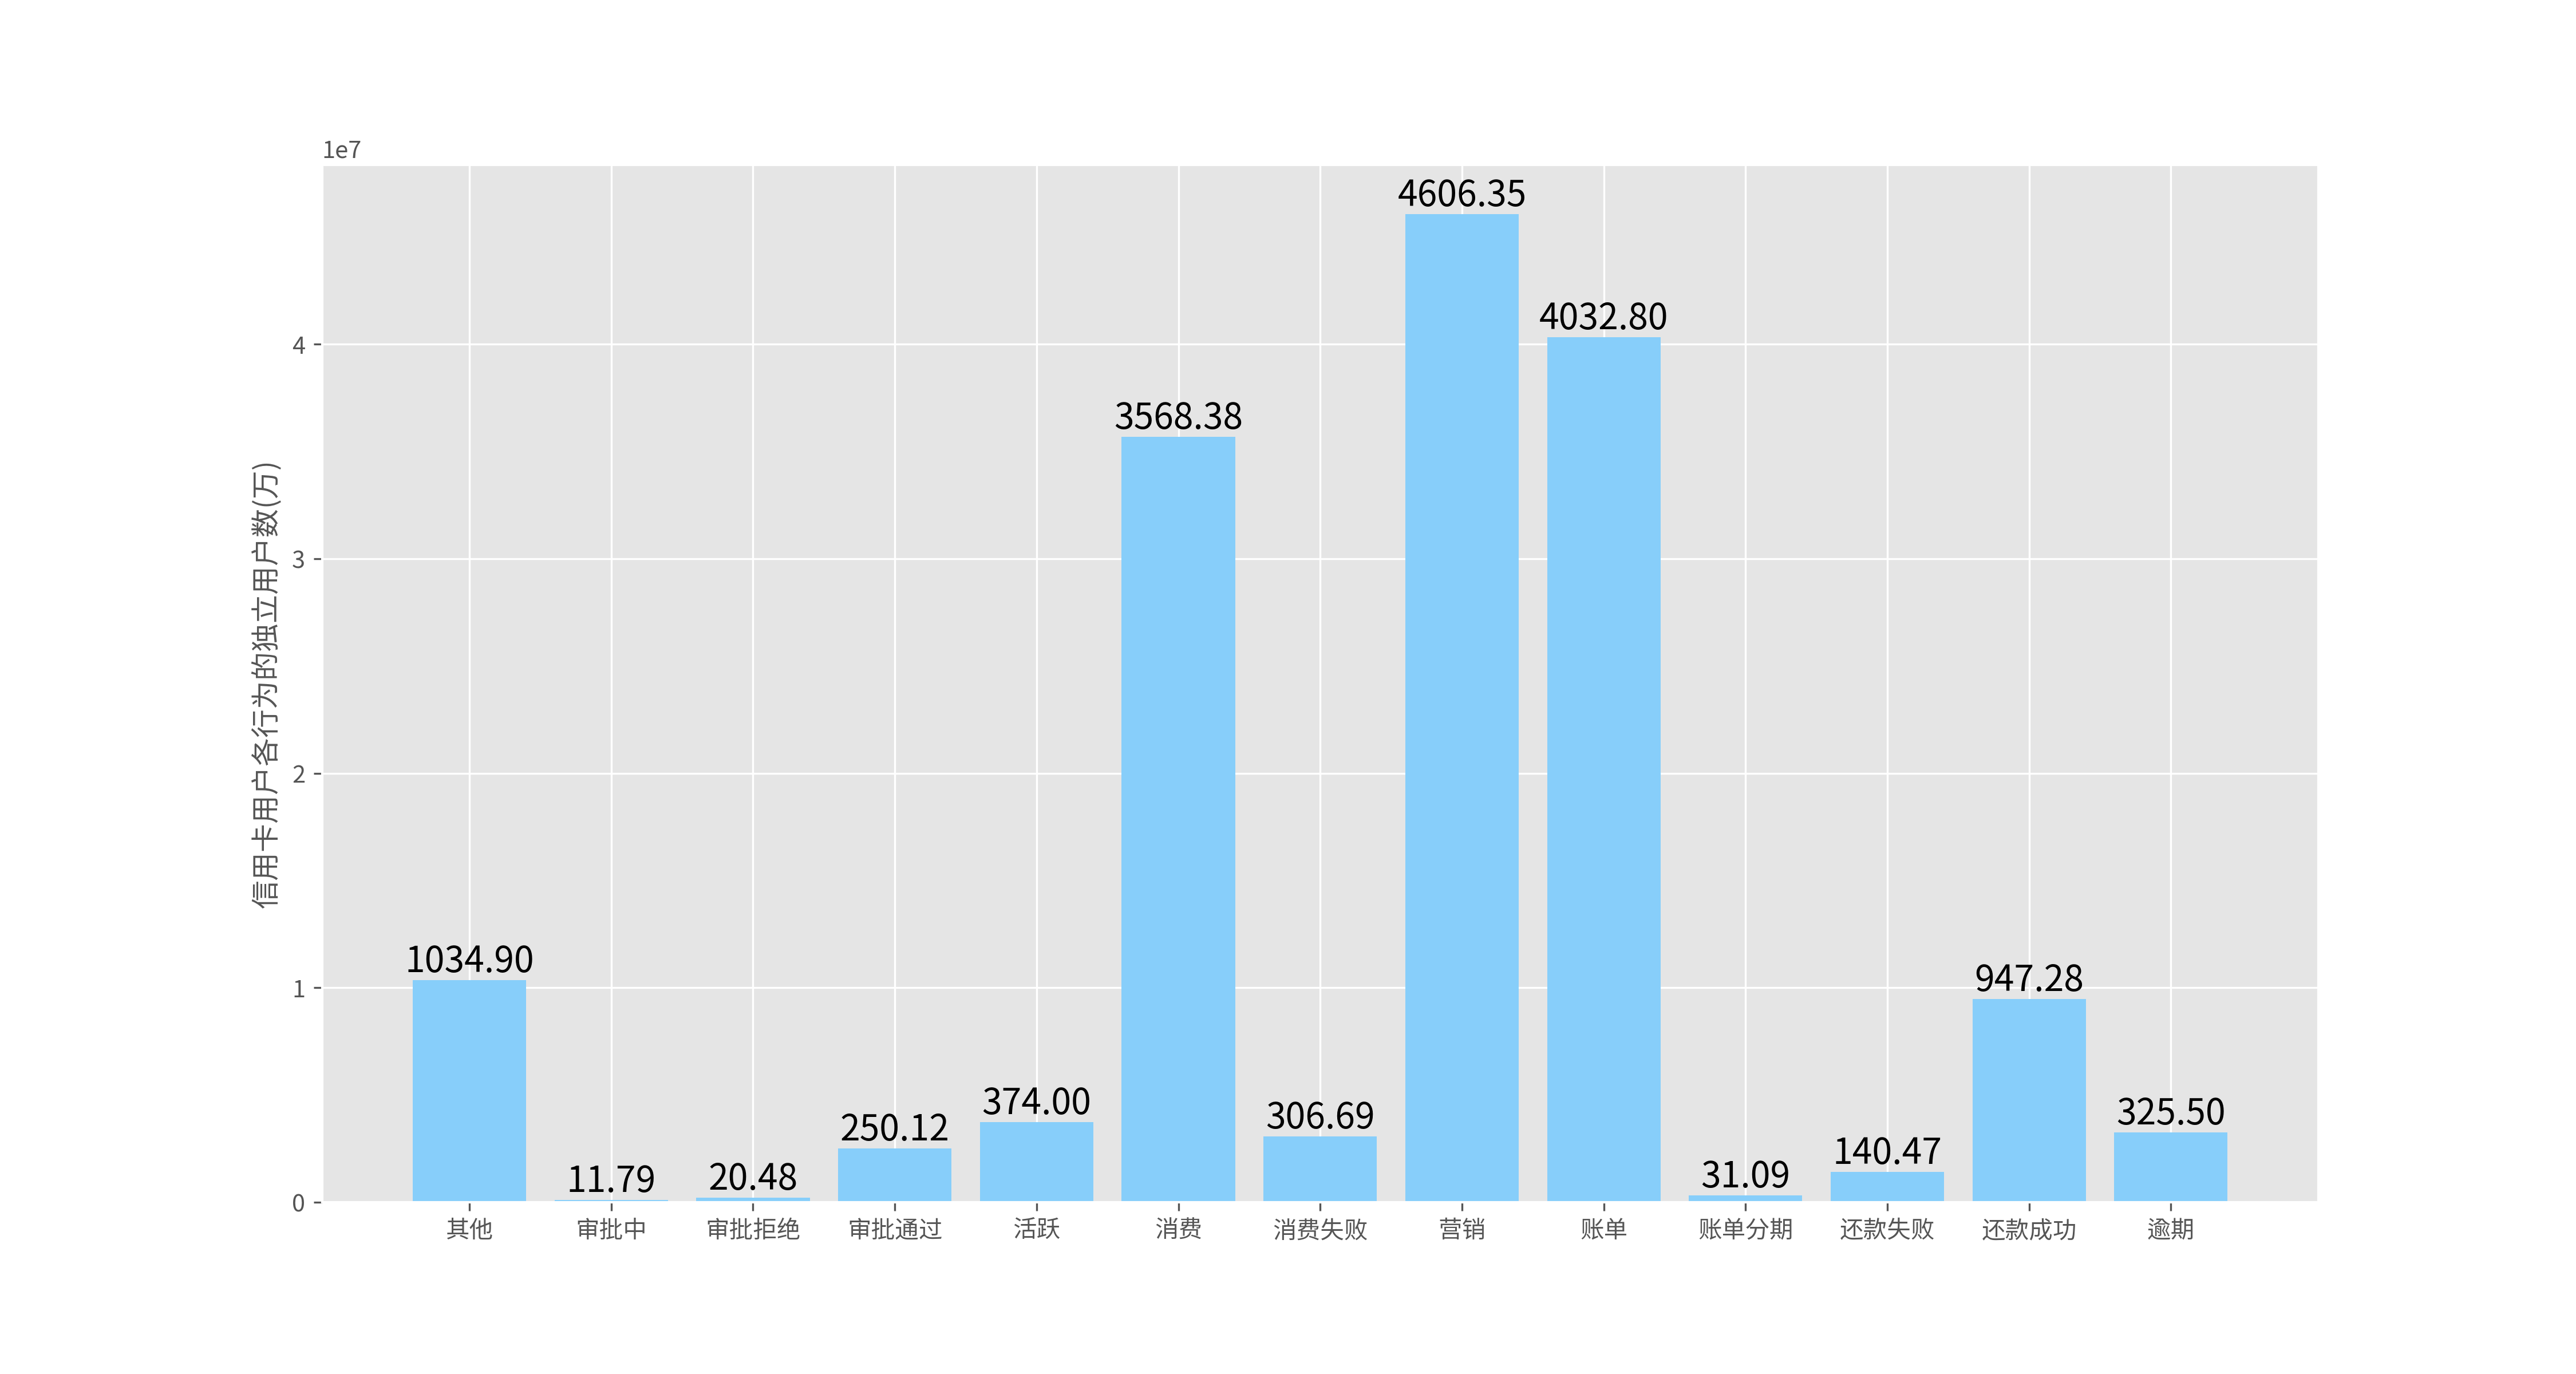 1e7
信用卡用户各行为的独立用户数(万)
4
3
2
1
0
1034.90
11.79
20.48
250.12
374.00
3568.38
306.69
4606.35
4032.80
31.09
140.47
947.28
325.50
其他
审批中
审批拒绝
审批通过
活跃
消费
消费失败
营销
账单
账单分期
还款失败
还款成功
逾期